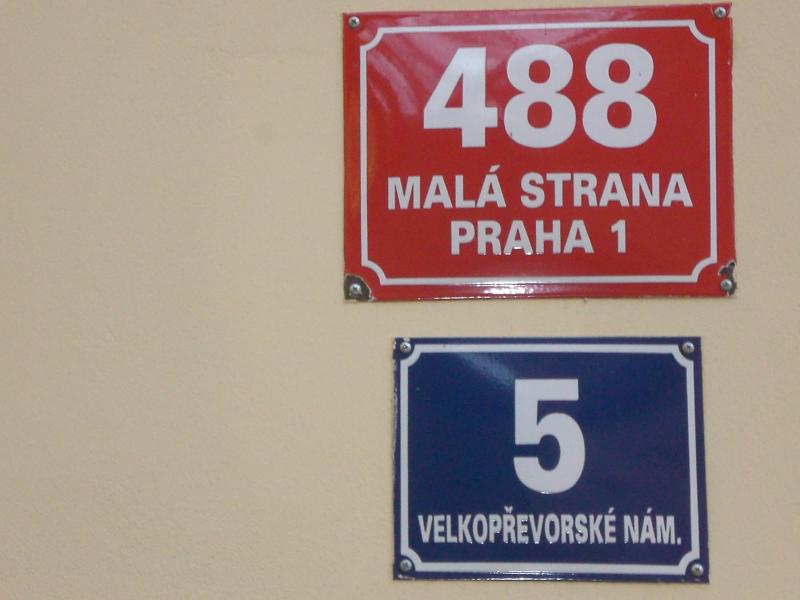 488
MALÁ STRANA
PRAHA 1
5
VELKOPŘEVORSKÉ NÁM.